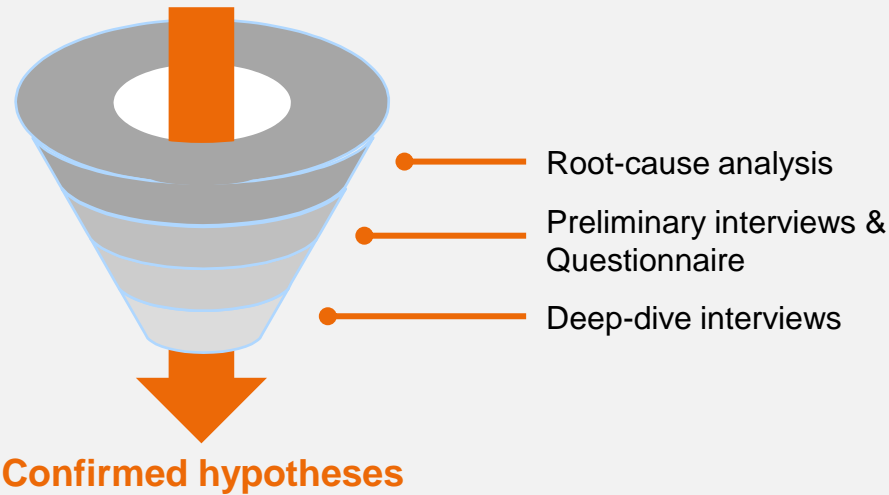 Root-cause analysis
Preliminary interviews &
Questionnaire
Deep-dive interviews
Confirmed hypotheses